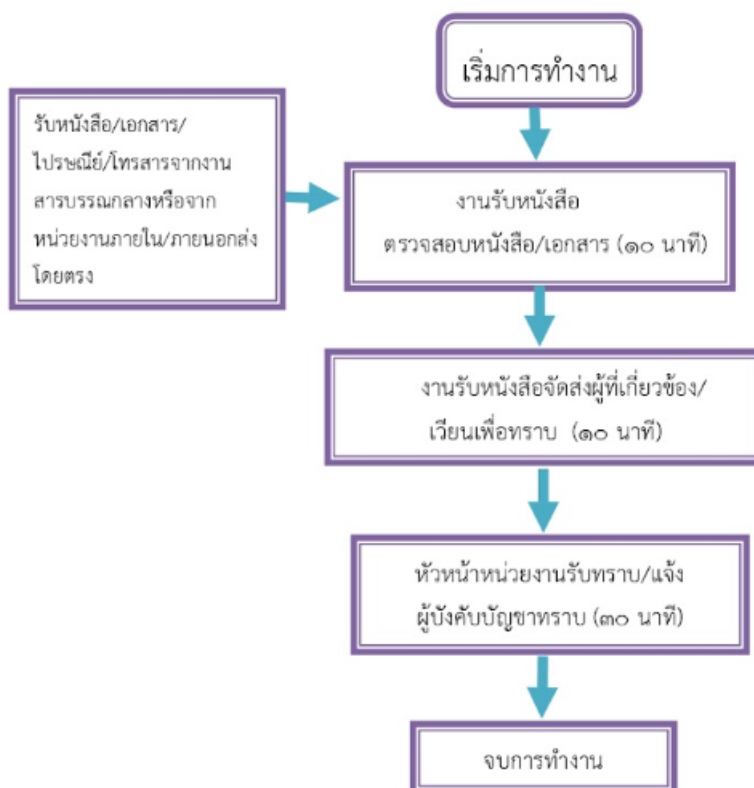 เริ่มการทำงาน
รับหนังสือ/เอกสาร/
ไปรษณีย์/โทรสารจากงาน
สารบรรณกลางหรือจาก
หน่วยงานภายใน/ภายนอกส่ง
โดยตรง
งานรับหนังสือ
ตรวจสอบหนังสือ/เอกสาร (๑๐ นาที)
งานรับหนังสือจัดส่งผู้ที่เกี่ยวข้อง/
เวียนเพื่อทราบ (๑๐ นาที)
หัวหน้าหน่วยงานรับทราบ/แจ้ง
ผู้บังคับบัญชาทราบ (๓๐ นาที)
จบการทำงาน